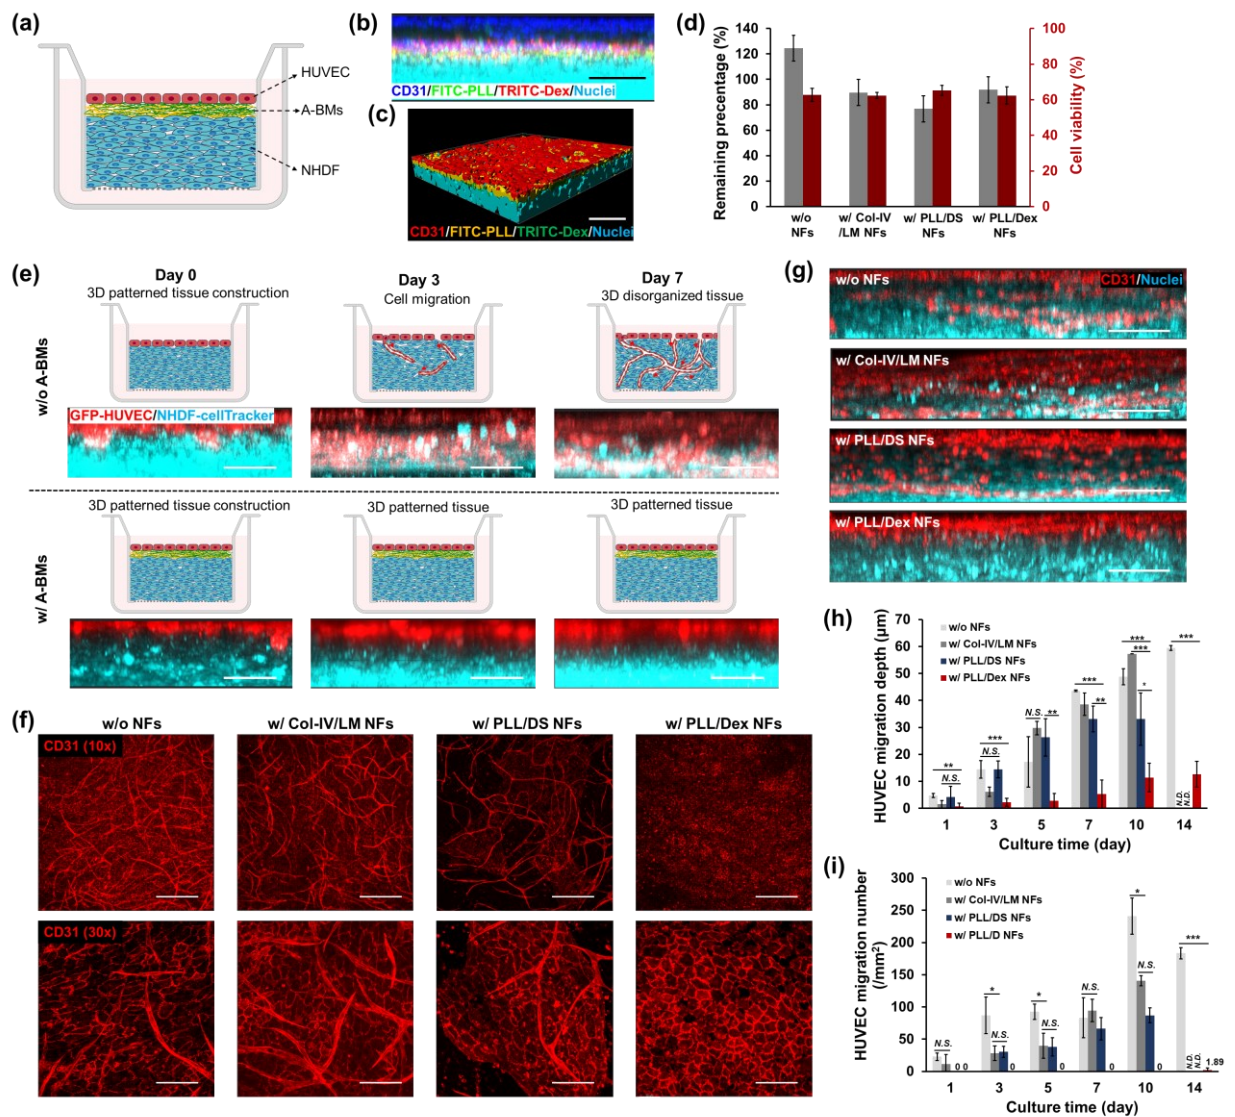 (a)
HUVEC
A-BMs
NHDF
(b)
CD31/FITC-PLL/TRITC-Dex/Nuclei
(c)
CD31/FITC-PLL/TRITC-Dex/Nuclei
(d)
Remaining precentage (%)
140
120
100
80
60
40
20
0
100
80
60
40
20
0
Cell viability (%)
w/o NFs
w/ Col-IV /LM NFs
w/ PLL/DS NFs
w/ PLL/Dex NFs
(e)
Day 0
3D patterned tissue construction
Day 3
Cell migration
Day 7
3D disorganized tissue
w/o A-BMs
GFP-HUVEC/NHDF-cellTracker
3D patterned tissue construction
3D patterned tissue
3D patterned tissue
w/ A-BMs
(f)
w/o NFs
w/ Col-IV/LM NFs
w/ PLL/DS NFs
w/ PLL/Dex NFs
CD31 (10x)
CD31 (30x)
(g)
w/o NFs
CD31/Nuclei
w/ Col-IV/LM NFs
w/ PLL/DS NFs
w/ PLL/Dex NFs
(h)
HUVEC migration depth (μm)
70
60
50
40
30
20
10
0
w/o NFs
w/ Col-IV/LM NFs
w/ PLL/DS NFs
w/ PLL/Dex NFs
**
N.S.
***
N.S.
N.S.
**
***
**
***
***
*
***
N.D.
N.D.
1 3 5 7 10 14
Culture time (day)
(i)
HUVEC migration number
(/mm²)
300
250
200
150
100
50
0
w/o NFs
w/ Col-IV/LM NFs
w/ PLL/DS NFs
w/ PLL/D NFs
N.S.
0 0
*
N.S.
0
*
N.S.
0
N.S.
0
*
N.S.
0
***
N.D.
N.D.
1.89
1 3 5 7 10 14
Culture time (day)